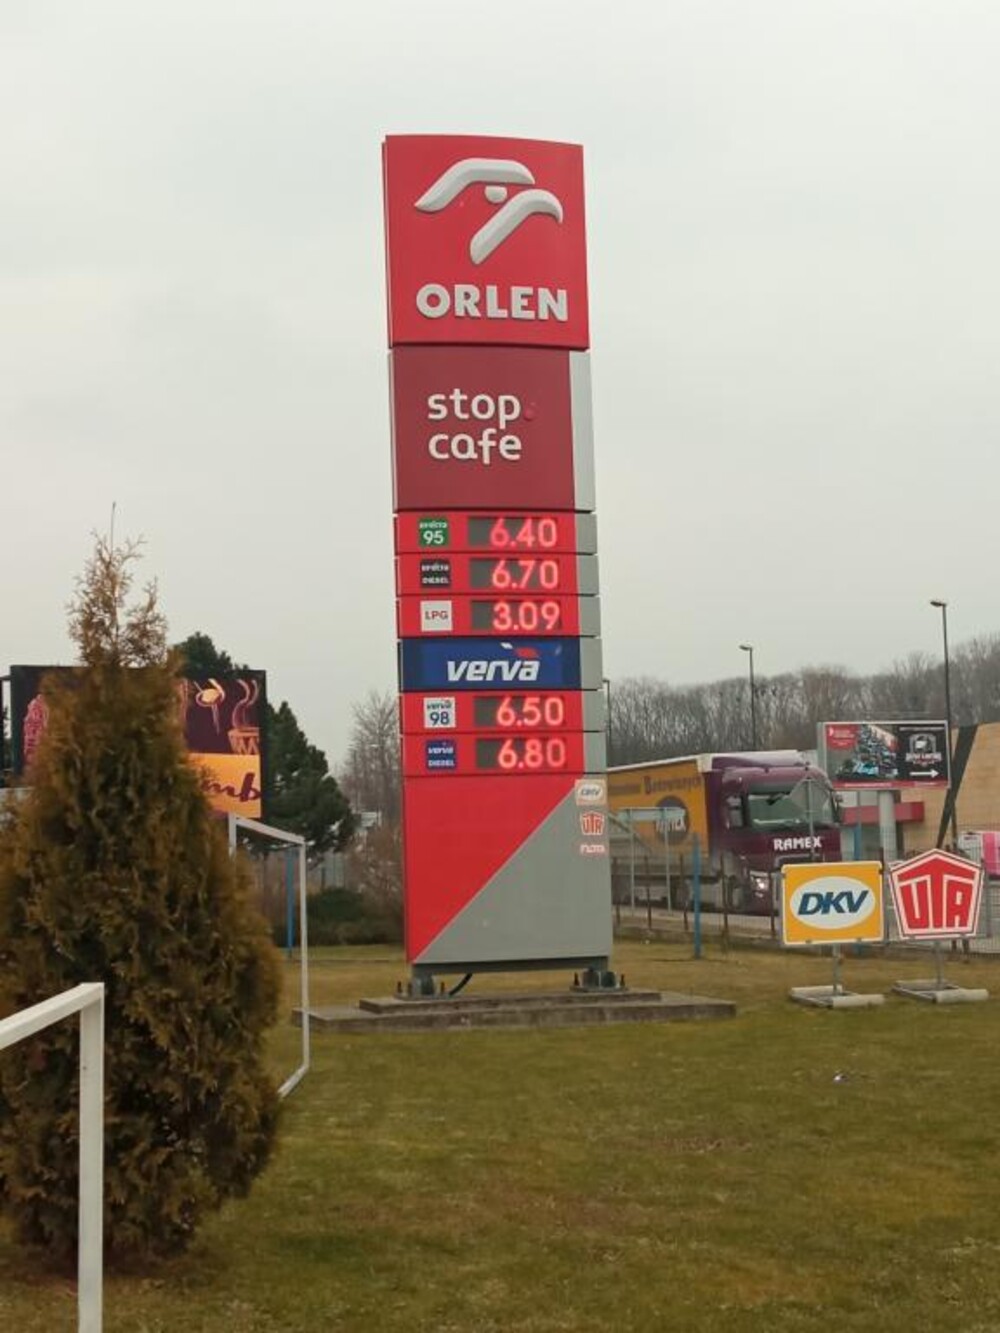 ORLEN
stop
cafe
efecta
95
6.40
efecta
DIESEL
6.70
LPG
3.09
verva
verva
98
6.50
verva
DIESEL
6.80
DKV
UTA
RAMEX
DKV
UTA